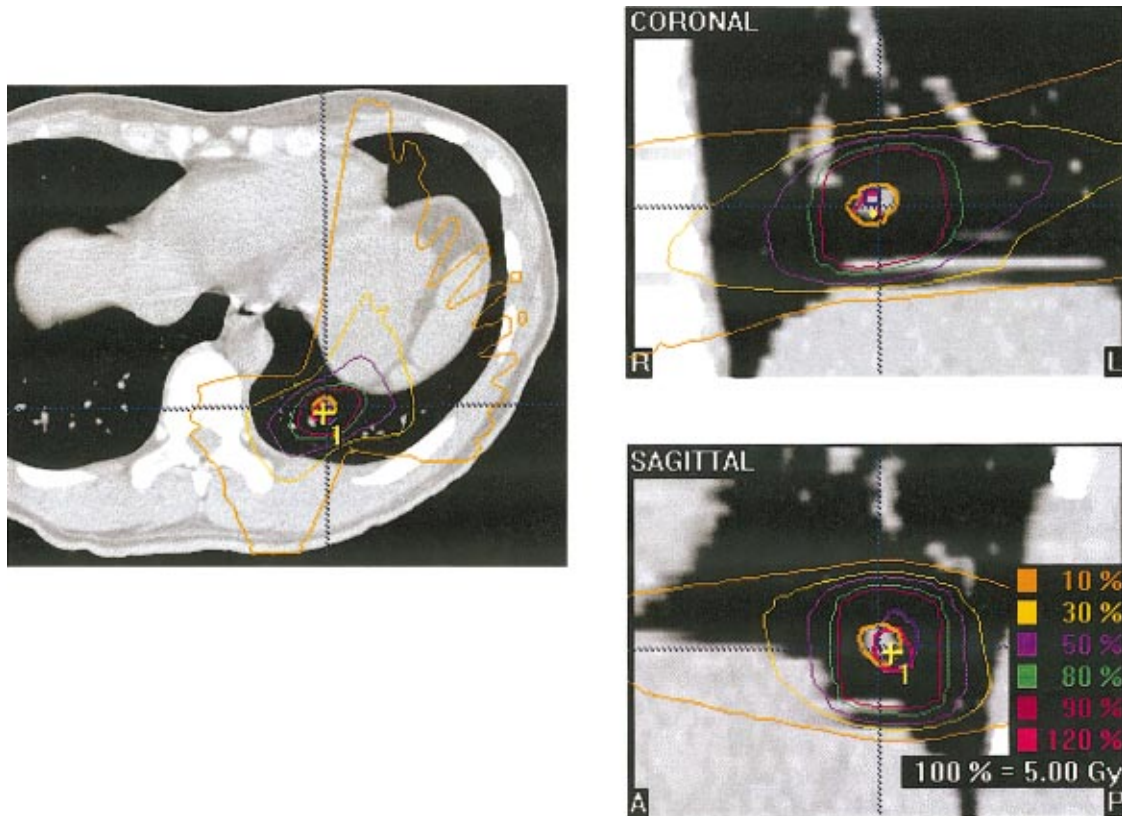 1
CORONAL
R
L
SAGITTAL
1
10 %
30 %
50 %
80 %
90 %
120 %
100 % = 5.00 Gy
A
P